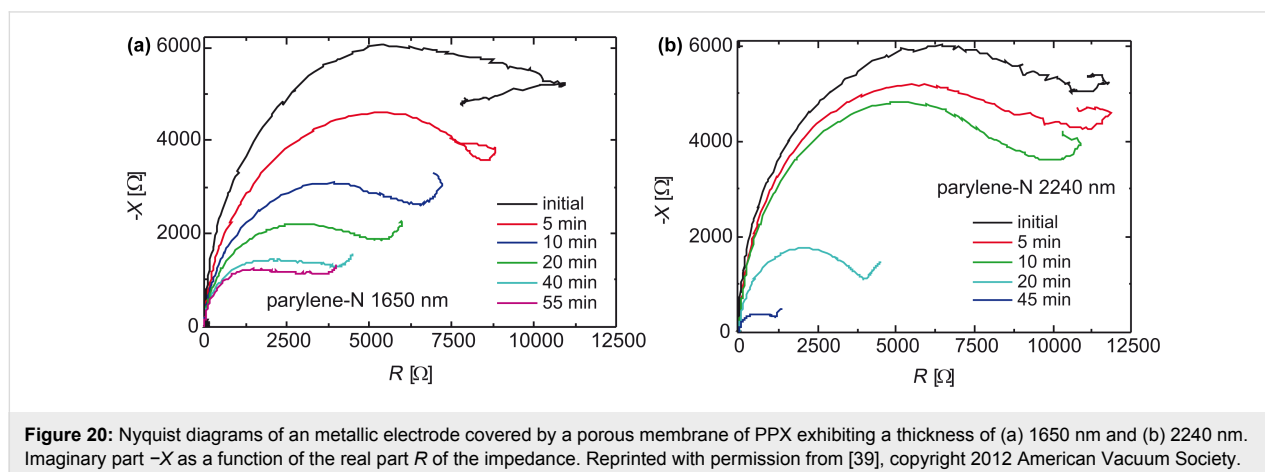 (a)
6000
4000
2000
0
-X [Ω]
initial
5 min
10 min
20 min
40 min
55 min
parylene-N 1650 nm
0 2500 5000 7500 10000 12500
R [Ω]
(b)
6000
4000
2000
0
-X [Ω]
parylene-N 2240 nm
initial
5 min
10 min
20 min
45 min
0 2500 5000 7500 10000 12500
R [Ω]
Figure 20: Nyquist diagrams of an metallic electrode covered by a porous membrane of PPX exhibiting a thickness of (a) 1650 nm and (b) 2240 nm.
Imaginary part −X as a function of the real part R of the impedance. Reprinted with permission from [39], copyright 2012 American Vacuum Society.